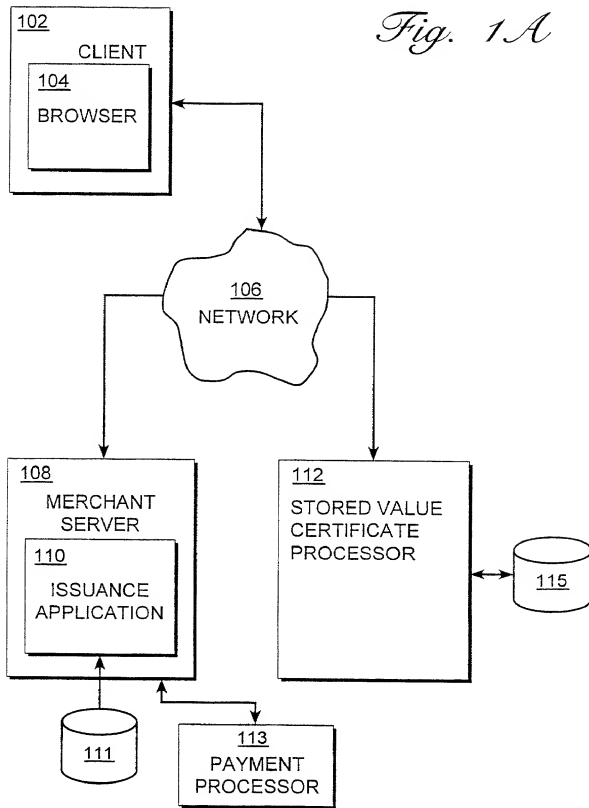 Fig. 1A
102
CLIENT
104
BROWSER
106
NETWORK
108
MERCHANT
SERVER
110
ISSUANCE
APPLICATION
111
112
STORED VALUE
CERTIFICATE
PROCESSOR
115
113
PAYMENT
PROCESSOR